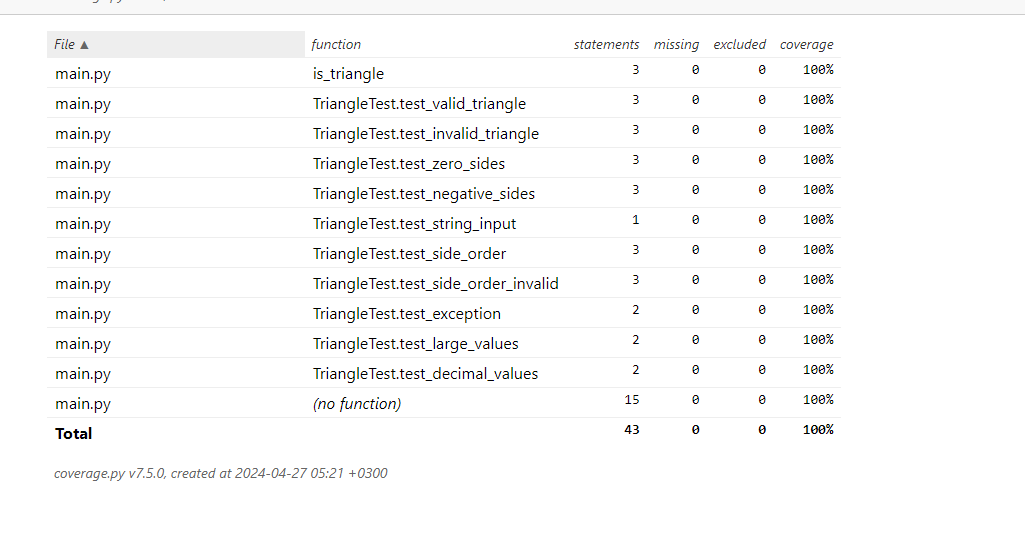 File ▲ function statements missing excluded coverage
main.py is_triangle 3 0 0 100%
main.py TriangleTest.test_valid_triangle 3 0 0 100%
main.py TriangleTest.test_invalid_triangle 3 0 0 100%
main.py TriangleTest.test_zero_sides 3 0 0 100%
main.py TriangleTest.test_negative_sides 3 0 0 100%
main.py TriangleTest.test_string_input 1 0 0 100%
main.py TriangleTest.test_side_order 3 0 0 100%
main.py TriangleTest.test_side_order_invalid 3 0 0 100%
main.py TriangleTest.test_exception 2 0 0 100%
main.py TriangleTest.test_large_values 2 0 0 100%
main.py TriangleTest.test_decimal_values 2 0 0 100%
main.py (no function) 15 0 0 100%
Total 43 0 0 100%
coverage.py v7.5.0, created at 2024-04-27 05:21 +0300